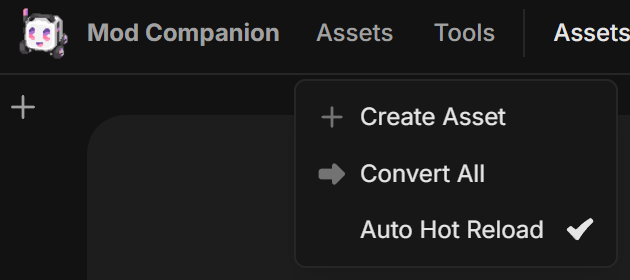 Mod Companion Assets Tools Assets
Create Asset
Convert All
Auto Hot Reload